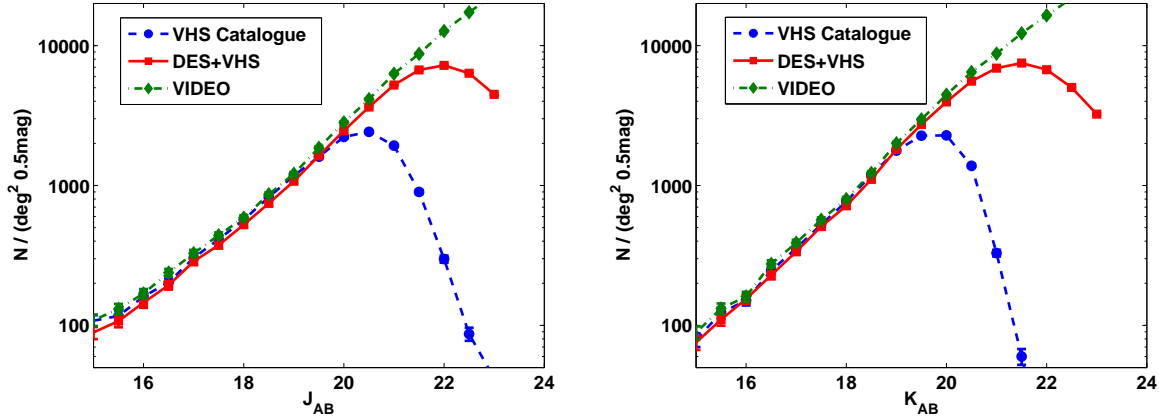 10000
1000
100
N / (deg² 0.5mag)
VHS Catalogue
DES+VHS
VIDEO
16 18 20 22 24
J_AB
10000
1000
100
N / (deg² 0.5mag)
VHS Catalogue
DES+VHS
VIDEO
16 18 20 22 24
K_AB